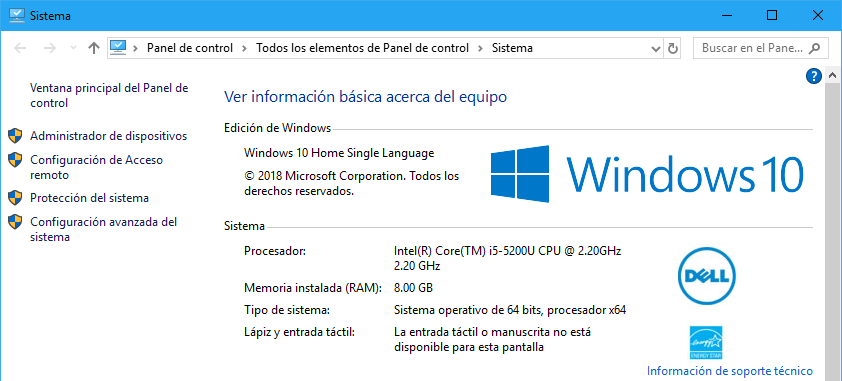 Sistema
Panel de control
Todos los elementos de Panel de control
Sistema
Buscar en el Pane...
Ventana principal del Panel de
control
Administrador de dispositivos
Configuración de Acceso
remoto
Protección del sistema
Configuración avanzada del
sistema
?
Ver información básica acerca del equipo
Edición de Windows
Windows 10 Home Single Language
© 2018 Microsoft Corporation. Todos los
derechos reservados.
Windows 10
Sistema
Procesador: Intel(R) Core(TM) i5-5200U CPU @ 2.20GHz
2.20 GHz
Memoria instalada (RAM): 8.00 GB
Tipo de sistema: Sistema operativo de 64 bits, procesador x64
Lápiz y entrada táctil: La entrada táctil o manuscrita no está
disponible para esta pantalla
DELL
energy
ENERGY STAR
Información de soporte técnico